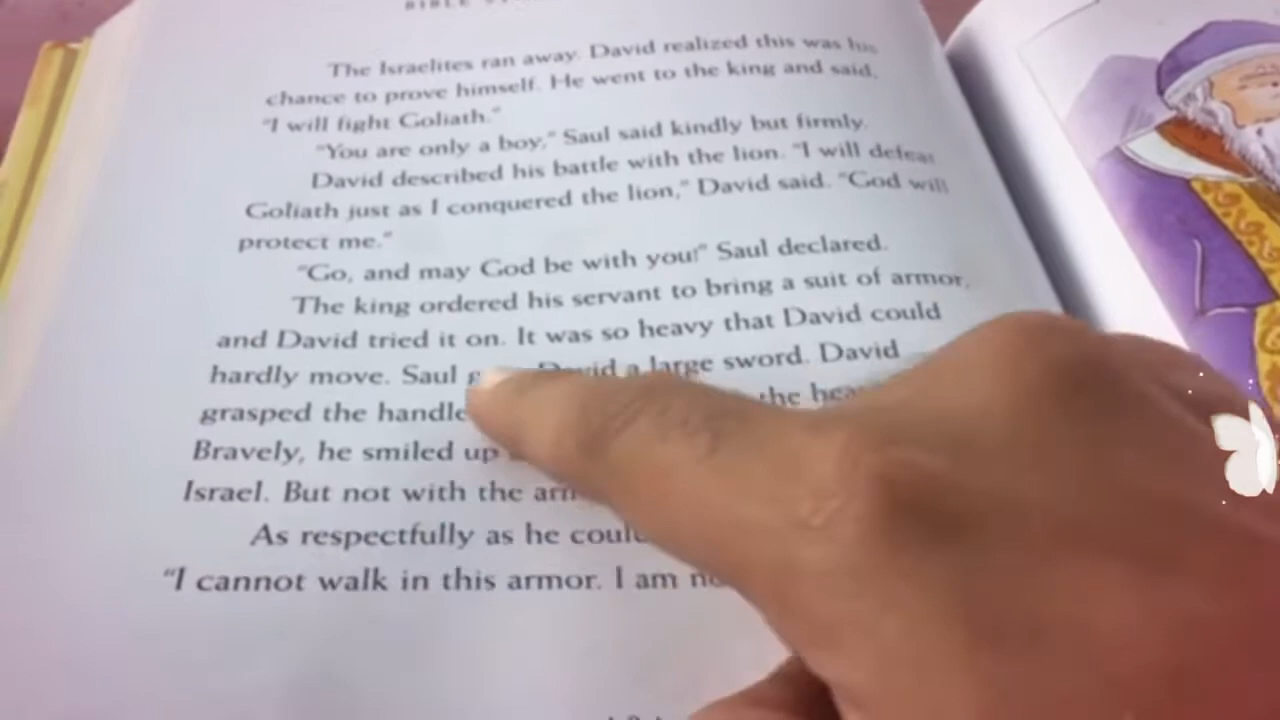 BIBLE
The Israelites ran away. David realized this was his
chance to prove himself. He went to the king and said,
"I will fight Goliath."
"You are only a boy," Saul said kindly but firmly.
David described his battle with the lion. "I will defeat
Goliath just as I conquered the lion," David said. "God will
protect me."
"Go, and may God be with you!" Saul declared.
The king ordered his servant to bring a suit of armor,
and David tried it on. It was so heavy that David could
hardly move. Saul David a large sword. David
grasped the handle the
Bravely, he smiled up
Israel. But not with the
As respectfully as he could
"I cannot walk in this armor. I am